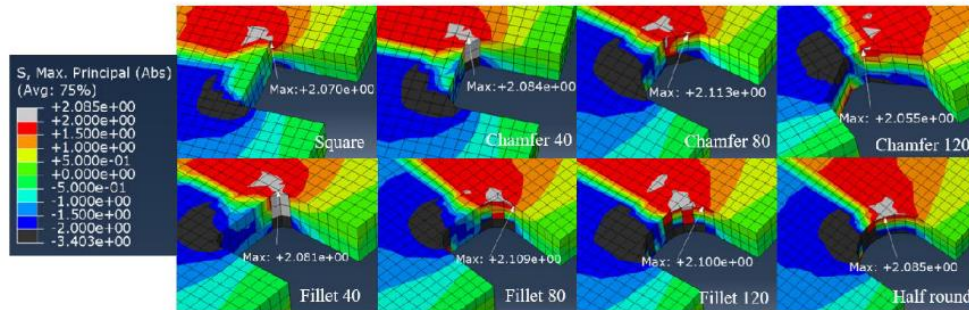 S, Max. Principal (Abs)
(Avg: 75%)
+2.085e+00
+2.000e+00
+1.500e+00
+1.000e+00
+5.000e-01
+0.000e+00
-5.000e-01
-1.000e+00
-1.500e+00
-2.000e+00
-3.403e+00
Max: +2.070e+00
Square
Max: +2.084e+00
Chamfer 40
Max: +2.113e+00
Chamfer 80
Max: +2.055e+00
Chamfer 120
Max: +2.081e+00
Fillet 40
Max: +2.109e+00
Fillet 80
Max: +2.100e+00
Fillet 120
Max: +2.085e+00
Half round